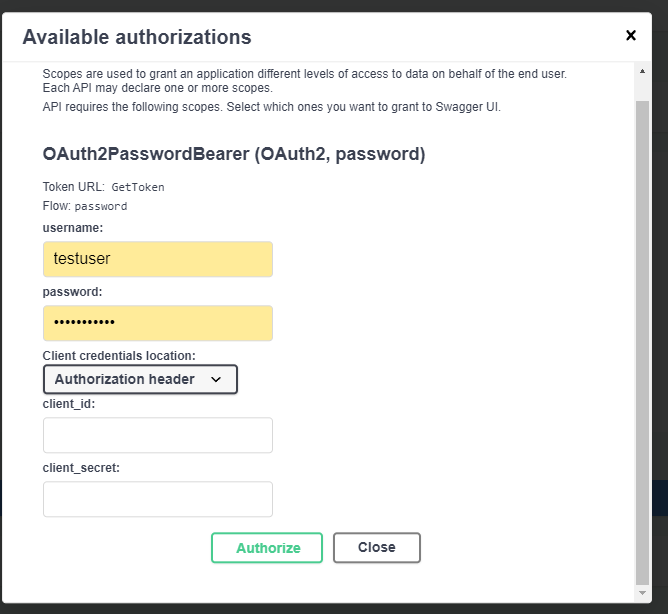 Available authorizations
Scopes are used to grant an application different levels of access to data on behalf of the end user.
Each API may declare one or more scopes.
API requires the following scopes. Select which ones you want to grant to Swagger UI.
OAuth2PasswordBearer (OAuth2, password)
Token URL: GetToken
Flow: password
username:
testuser
password:
•••••••••••
Client credentials location:
Authorization header
client_id:
client_secret:
Authorize Close